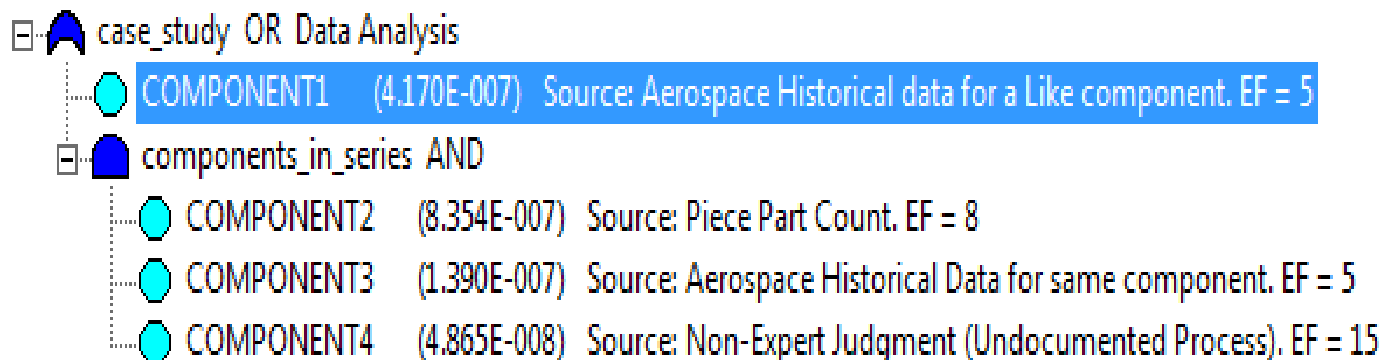 case_study OR Data Analysis
COMPONENT1 (4.170E-007) Source: Aerospace Historical data for a Like component. EF = 5
components_in_series AND
COMPONENT2 (8.354E-007) Source: Piece Part Count. EF = 8
COMPONENT3 (1.390E-007) Source: Aerospace Historical Data for same component. EF = 5
COMPONENT4 (4.865E-008) Source: Non-Expert Judgment (Undocumented Process). EF = 15